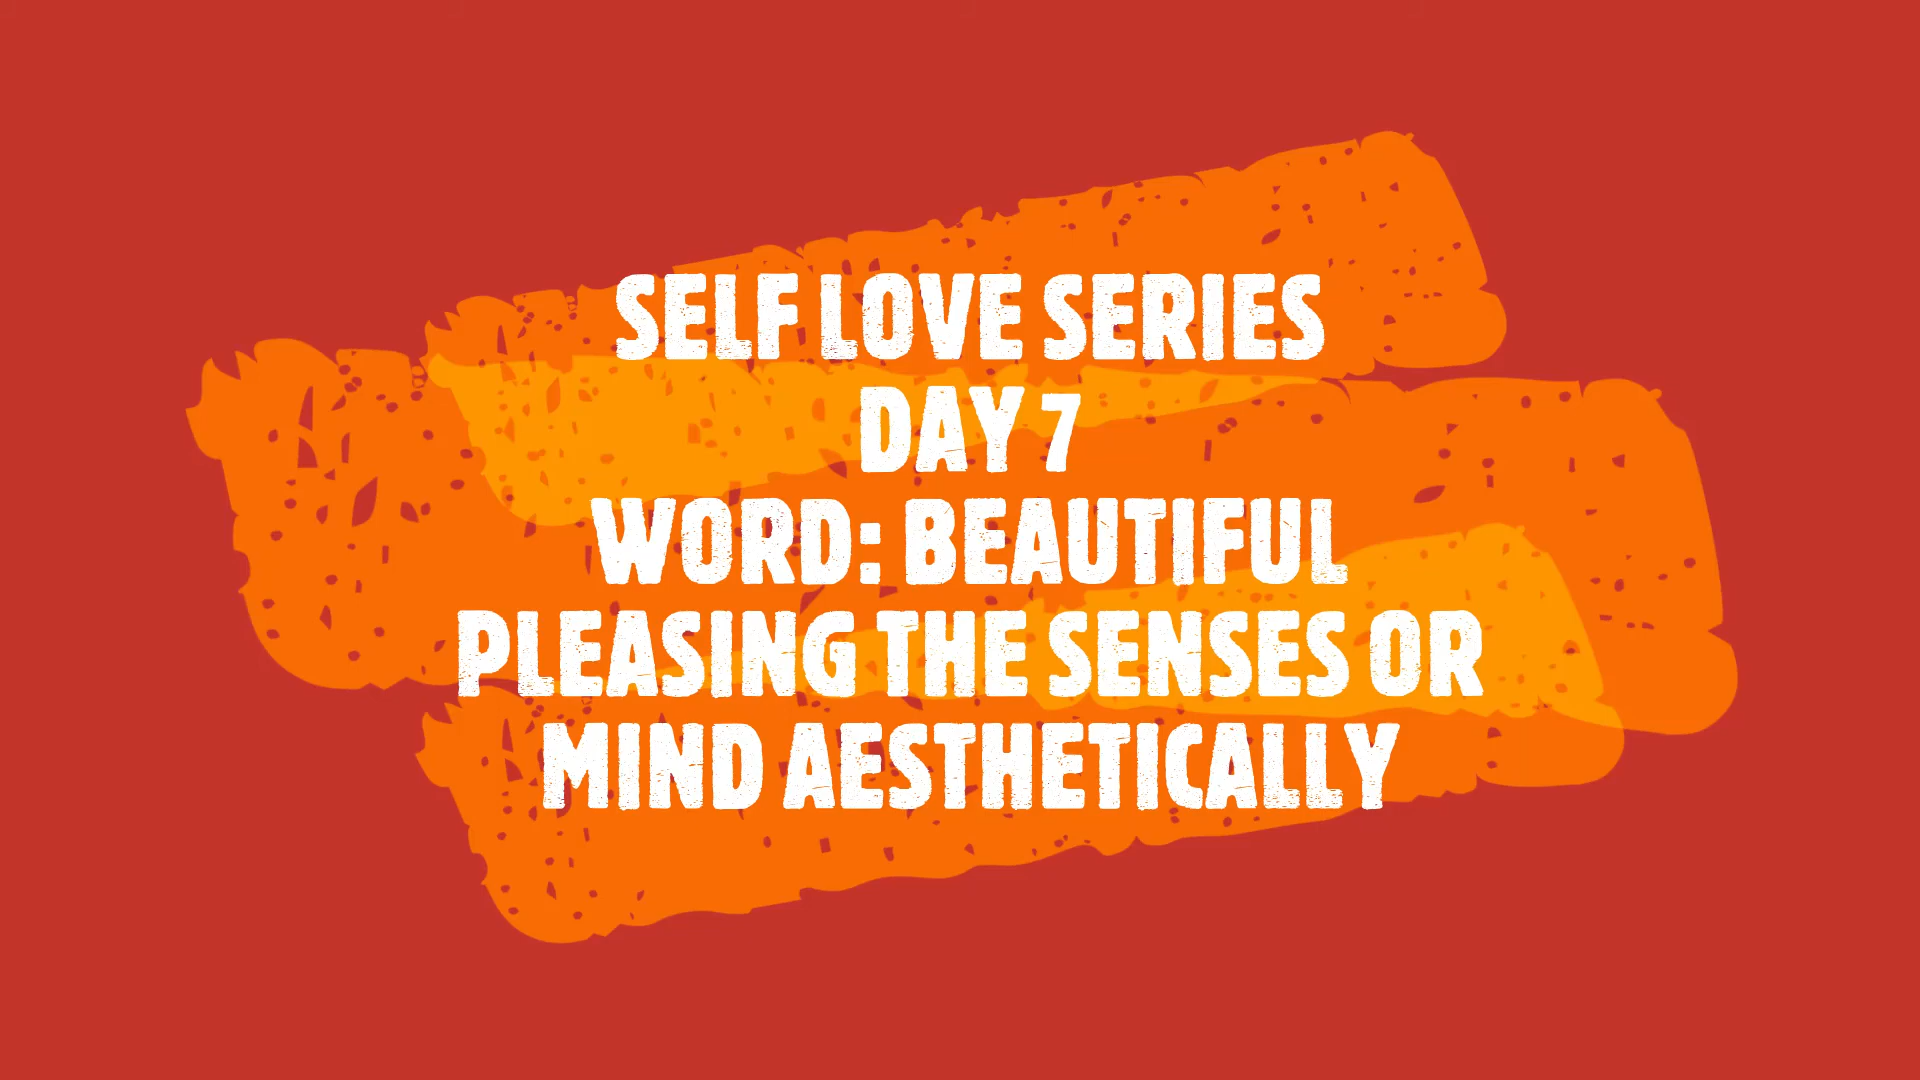 SELF LOVE SERIES
DAY 7
WORD: BEAUTIFUL
PLEASING THE SENSES OR
MIND AESTHETICALLY